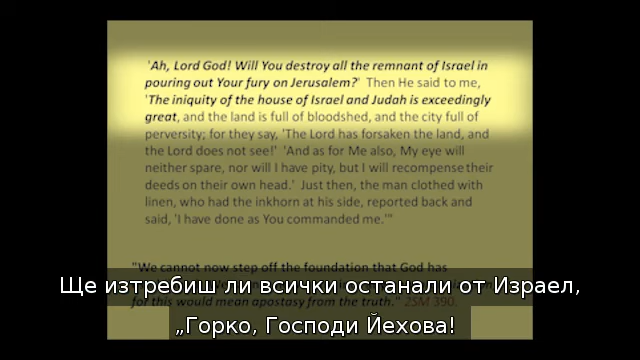 'Ah, Lord God! Will You destroy all the remnant of Israel in
pouring out Your fury on Jerusalem?' Then He said to me,
'The iniquity of the house of Israel and Judah is exceedingly
great, and the land is full of bloodshed, and the city full of
perversity; for they say, 'The Lord has forsaken the land, and
the Lord does not see!' 'And as for Me also, My eye will
neither spare, nor will I have pity, but I will recompense their
deeds on their own head.' Just then, the man clothed with
linen, who had the inkhorn at his side, reported back and
said, 'I have done as You commanded me.'"
"We cannot now step off the foundation that God has
for this would mean apostasy from the truth." 2SM 390.
Ще изтребиш ли всички останали от Израел,
„Горко, Господи Йехова!